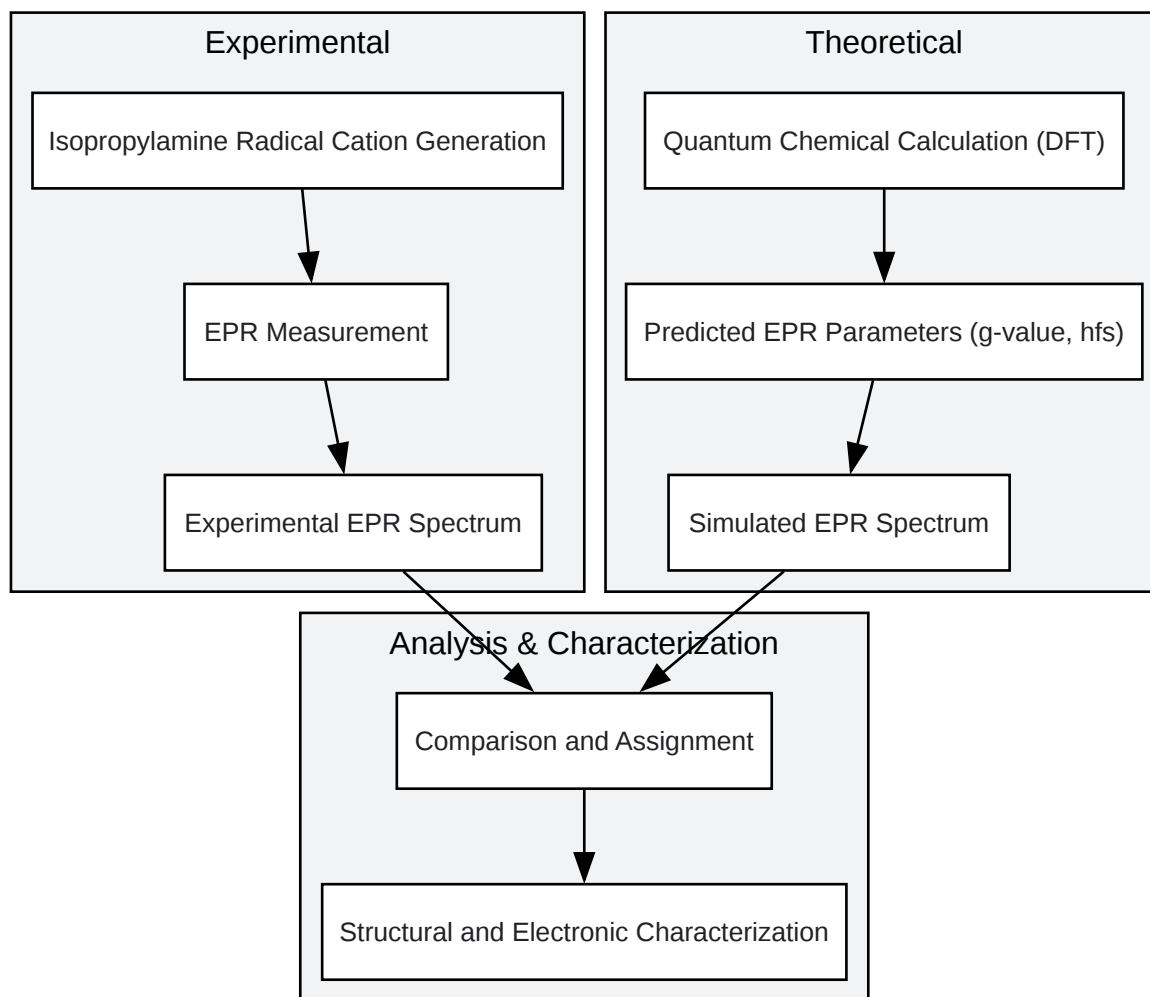 Experimental
Theoretical
Isopropylamine Radical Cation Generation
Quantum Chemical Calculation (DFT)
EPR Measurement
Predicted EPR Parameters (g-value, hfs)
Experimental EPR Spectrum
Simulated EPR Spectrum
Analysis & Characterization
Comparison and Assignment
Structural and Electronic Characterization